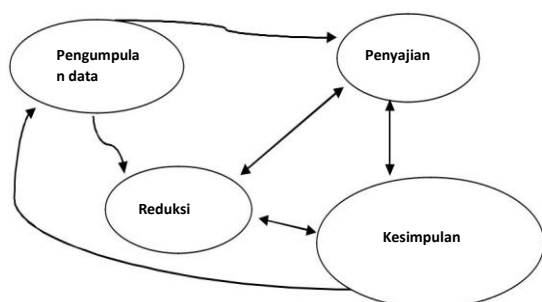 Pengumpula
n data
Penyajian
Reduksi
Kesimpulan